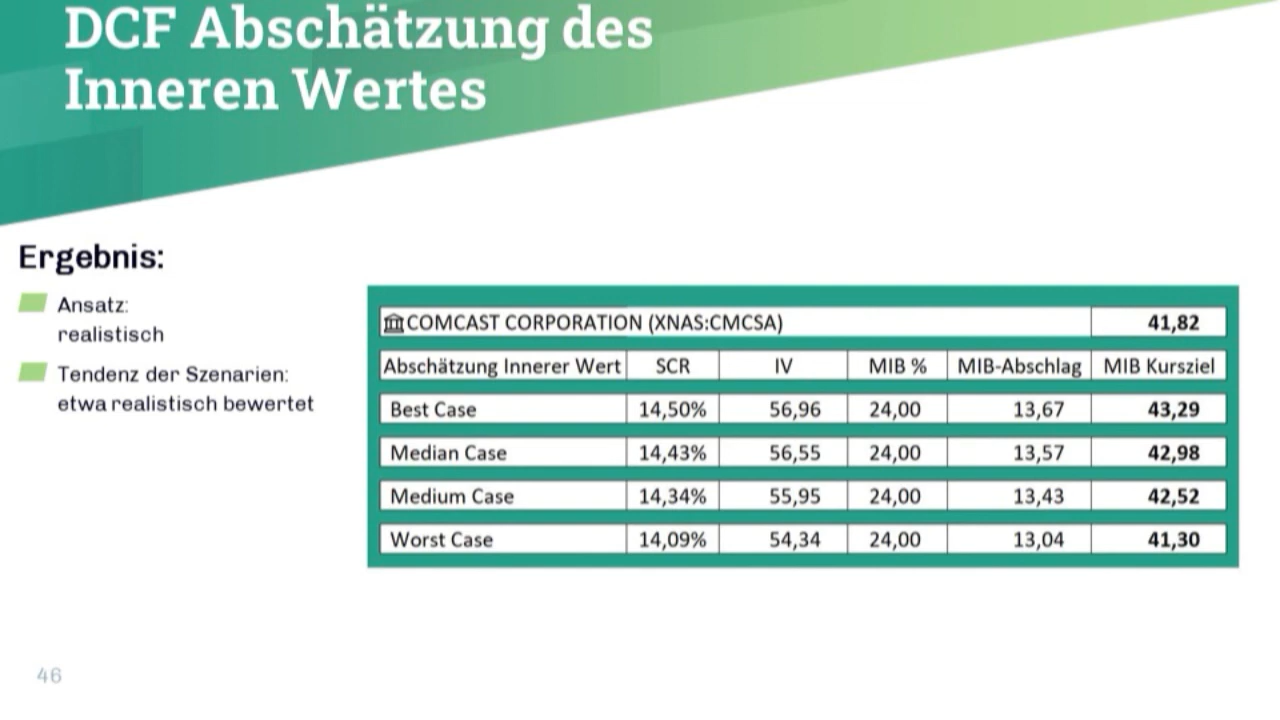 DCF Abschätzung des
Inneren Wertes
Ergebnis:
Ansatz:
realistisch
Tendenz der Szenarien:
etwa realistisch bewertet
COMCAST CORPORATION (XNAS:CMCSA) 41,82
Abschätzung Innerer Wert SCR IV MIB % MIB-Abschlag MIB Kursziel
Best Case 14,50% 56,96 24,00 13,67 43,29
Median Case 14,43% 56,55 24,00 13,57 42,98
Medium Case 14,34% 55,95 24,00 13,43 42,52
Worst Case 14,09% 54,34 24,00 13,04 41,30
46